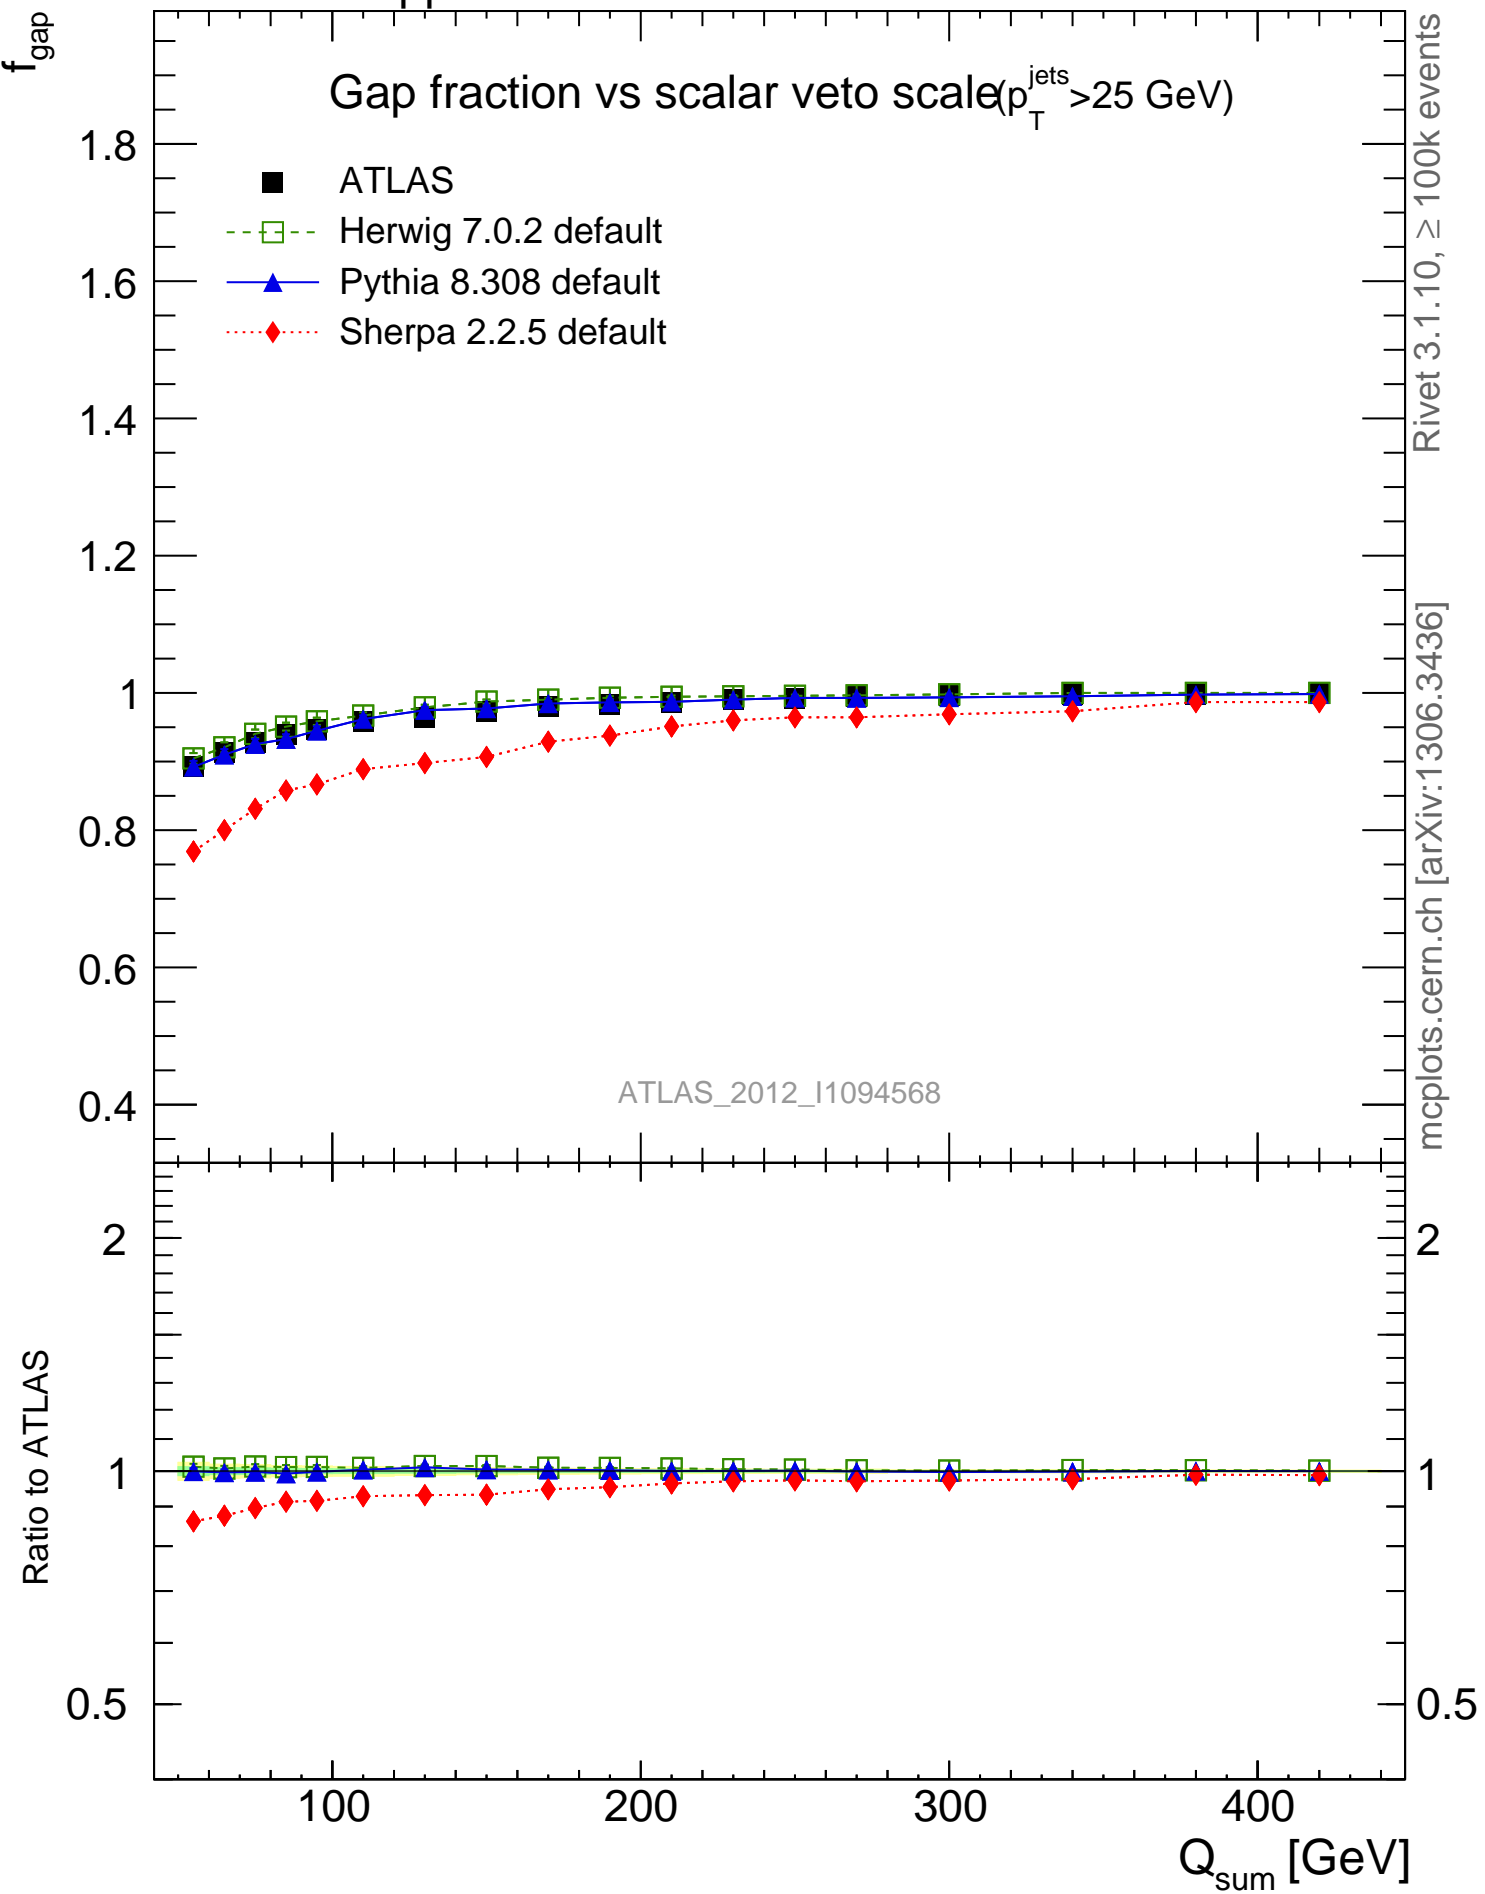 f_gap
Gap fraction vs scalar veto scale(p_T^jets>25 GeV)
ATLAS
Herwig 7.0.2 default
Pythia 8.308 default
Sherpa 2.2.5 default
1.8
1.6
1.4
1.2
1
0.8
0.6
0.4
ATLAS_2012_I1094568
Rivet 3.1.10, ≥ 100k events
mcplots.cern.ch [arXiv:1306.3436]
Ratio to ATLAS
2
1
0.5
2
1
0.5
100
200
300
400
Q_sum [GeV]